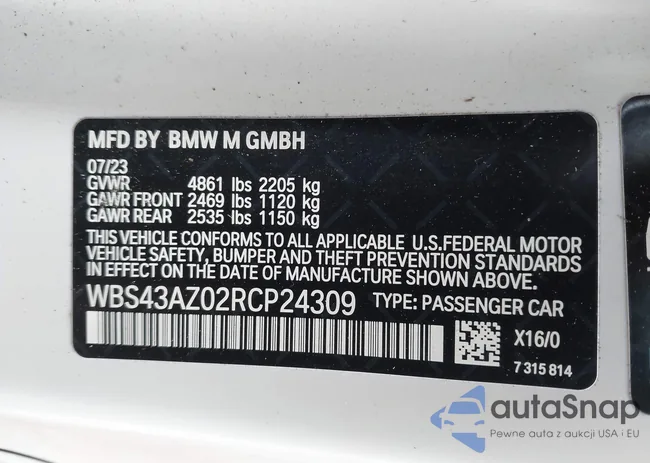 MFD BY BMW M GMBH
07/23
GVWR 4861 lbs 2205 kg
GAWR FRONT 2469 lbs 1120 kg
GAWR REAR 2535 lbs 1150 kg
THIS VEHICLE CONFORMS TO ALL APPLICABLE U.S.FEDERAL MOTOR
VEHICLE SAFETY, BUMPER AND THEFT PREVENTION STANDARDS
IN EFFECT ON THE DATE OF MANUFACTURE SHOWN ABOVE.
WBS43AZ02RCP24309 TYPE: PASSENGER CAR
X16/0
7 315 814
autaSnap
Pewne auta z aukcji USA i EU